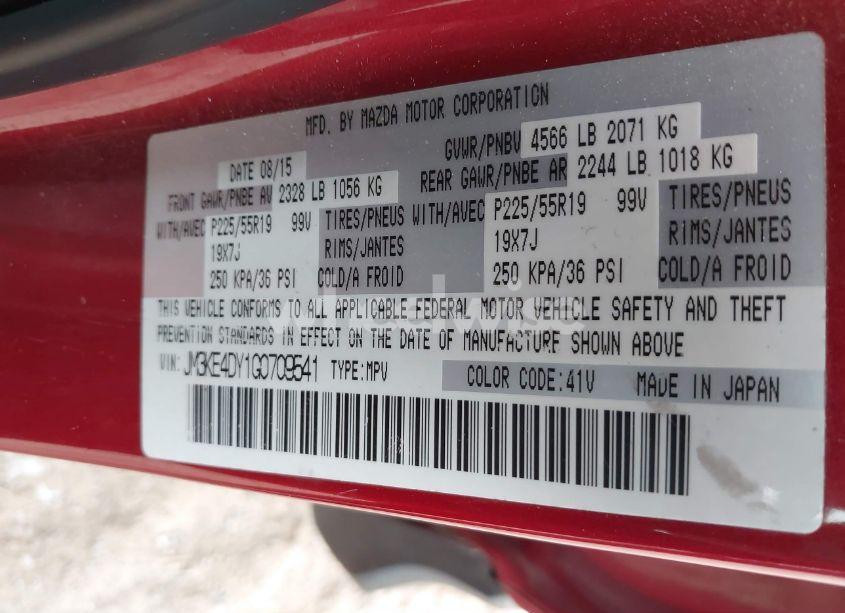 MFD. BY MAZDA MOTOR CORPORATION
DATE 08/15 GVWR/PNBV 4566 LB 2071 KG
FRONT GAWR/PNBE AV 2328 LB 1056 KG REAR GAWR/PNBE AR 2244 LB 1018 KG
WITH/AVEC P225/55R19 99V TIRES/PNEUS WITH/AVEC P225/55R19 99V TIRES/PNEUS
19X7J RIMS/JANTES 19X7J RIMS/JANTES
250 KPA/36 PSI COLD/A FROID 250 KPA/36 PSI COLD/A FROID
THIS VEHICLE CONFORMS TO ALL APPLICABLE FEDERAL MOTOR VEHICLE SAFETY AND THEFT
PREVENTION STANDARDS IN EFFECT ON THE DATE OF MANUFACTURE SHOWN ABOVE
VIN: JM3KE4DY1G0709541 TYPE:MPV COLOR CODE:41V MADE IN JAPAN